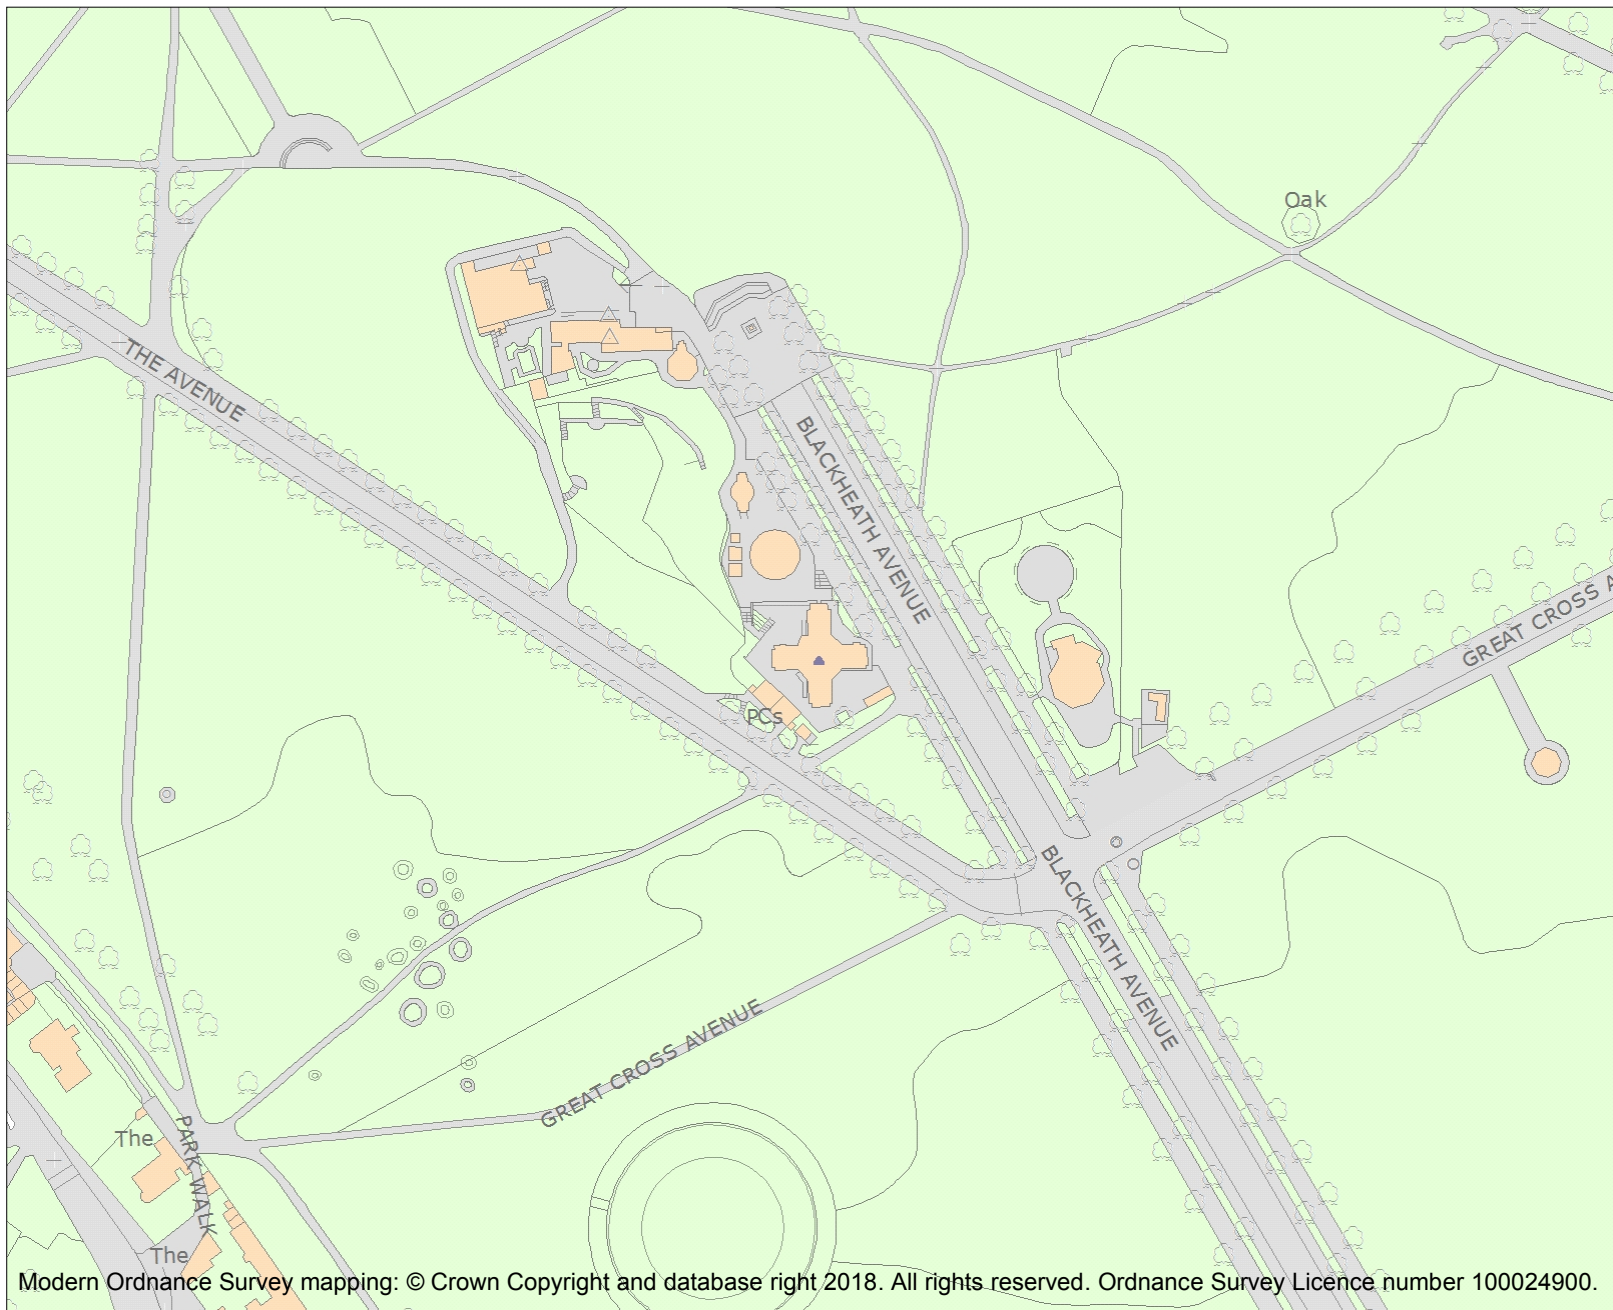 Oak
THE AVENUE
BLACKHEATH AVENUE
GREAT CROSS A
PCs
BLACKHEATH AVENUE
GREAT CROSS AVENUE
The
PARK WALK
The
Modern Ordnance Survey mapping: © Crown Copyright and database right 2018. All rights reserved. Ordnance Survey Licence number 100024900.